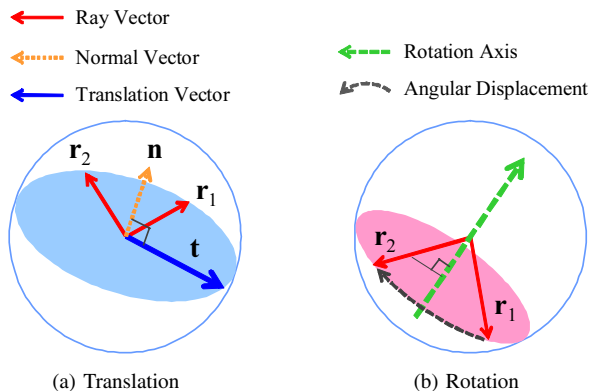 Ray Vector
Normal Vector
Translation Vector
r₂
n
r₁
t
(a) Translation
Rotation Axis
Angular Displacement
r₂
r₁
(b) Rotation